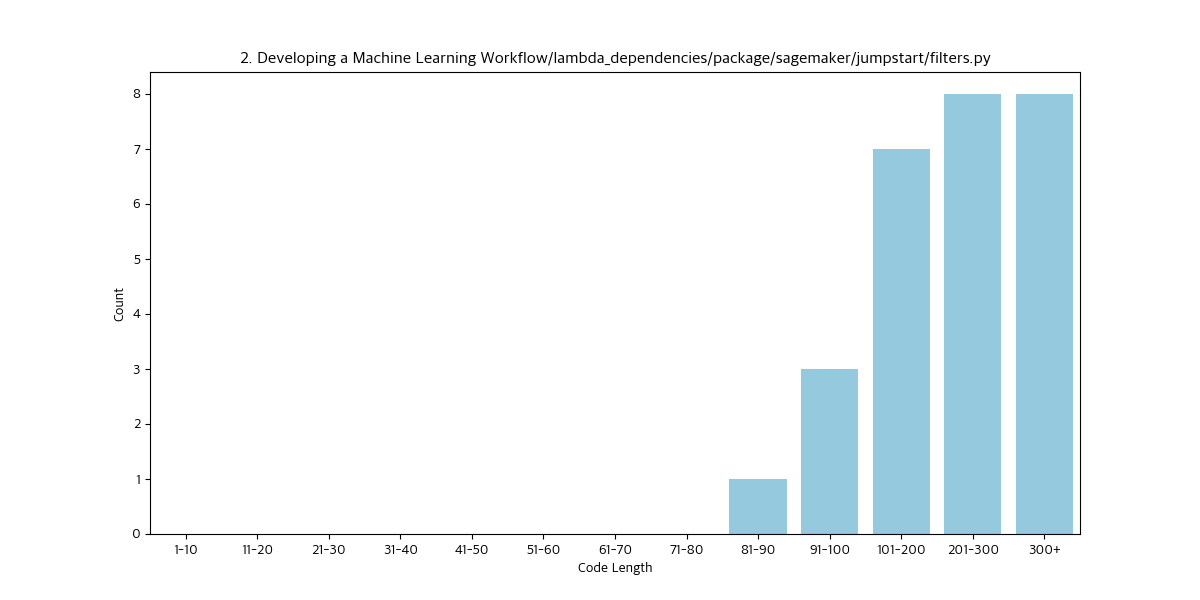 2. Developing a Machine Learning Workflow/lambda_dependencies/package/sagemaker/jumpstart/filters.py
8
7
6
5
4
3
2
1
0
Count
1-10 11-20 21-30 31-40 41-50 51-60 61-70 71-80 81-90 91-100 101-200 201-300 300+
Code Length